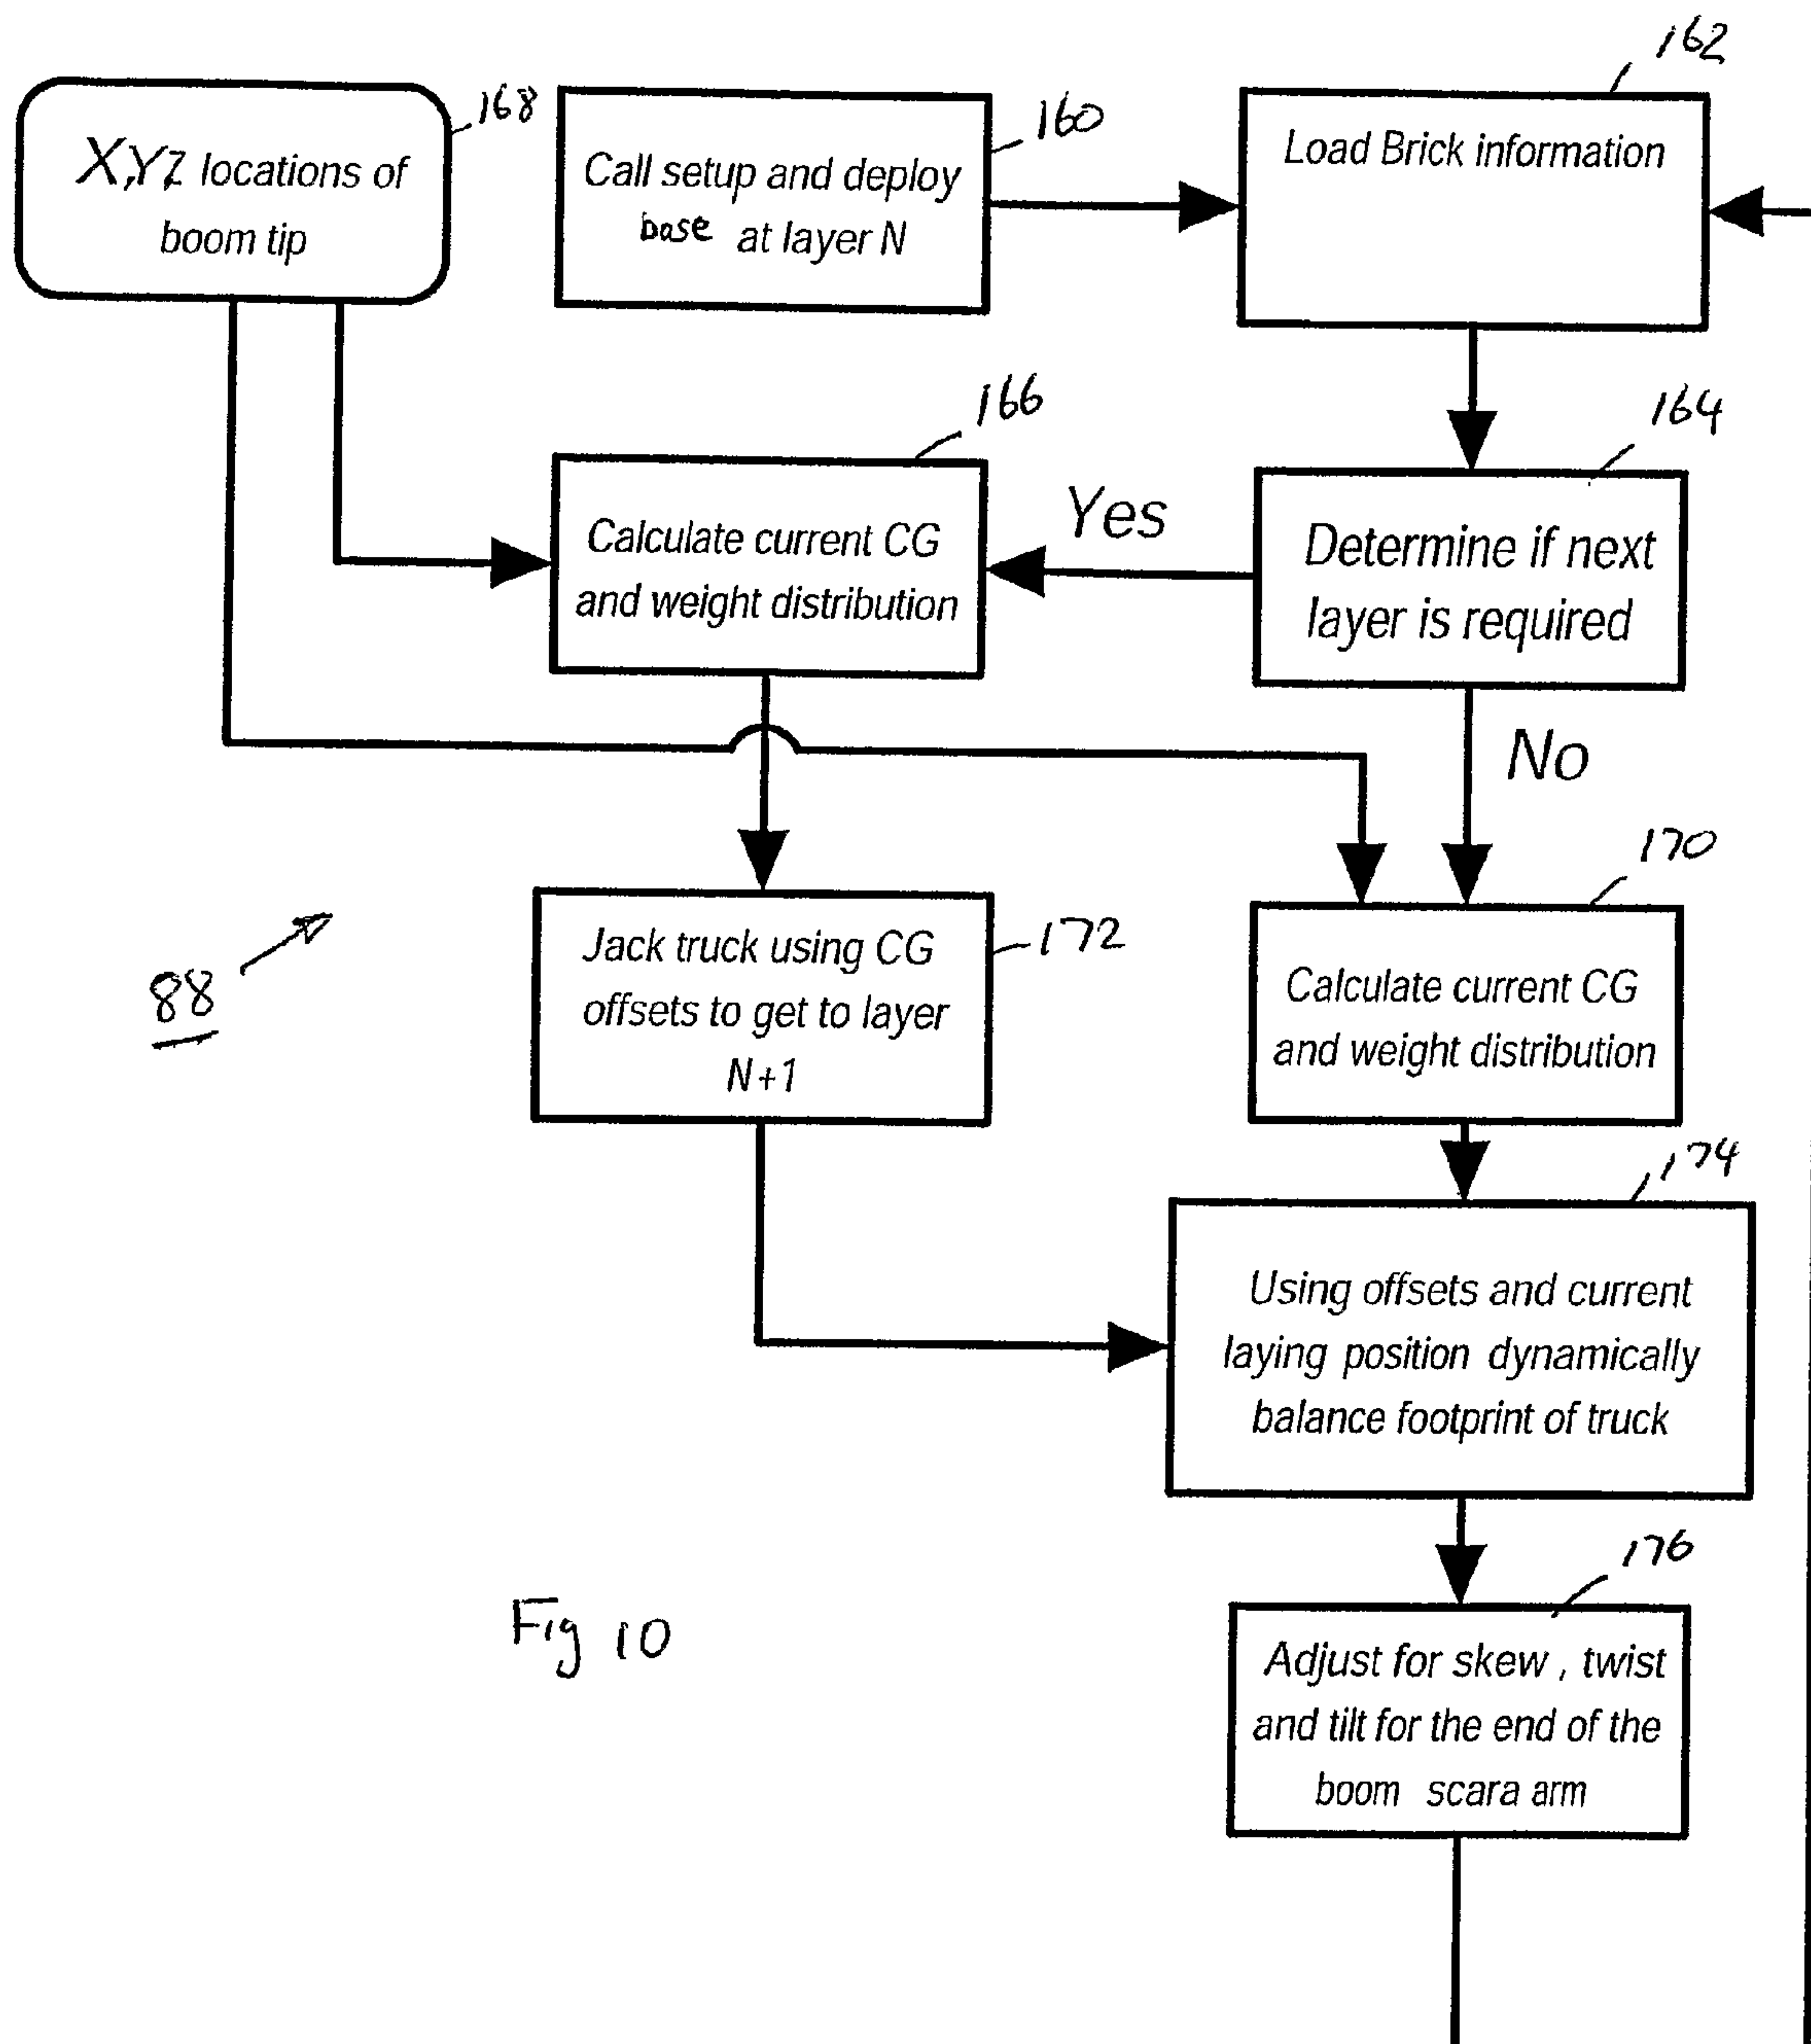 162
168
X,Y,Z locations of
boom tip
160
Call setup and deploy
base at layer N
Load Brick information
166
164
Calculate current CG
and weight distribution
Yes
Determine if next
layer is required
No
170
88
172
Jack truck using CG
offsets to get to layer
N+1
Calculate current CG
and weight distribution
174
Using offsets and current
laying position dynamically
balance footprint of truck
176
Fig 10
Adjust for skew , twist
and tilt for the end of the
boom scara arm